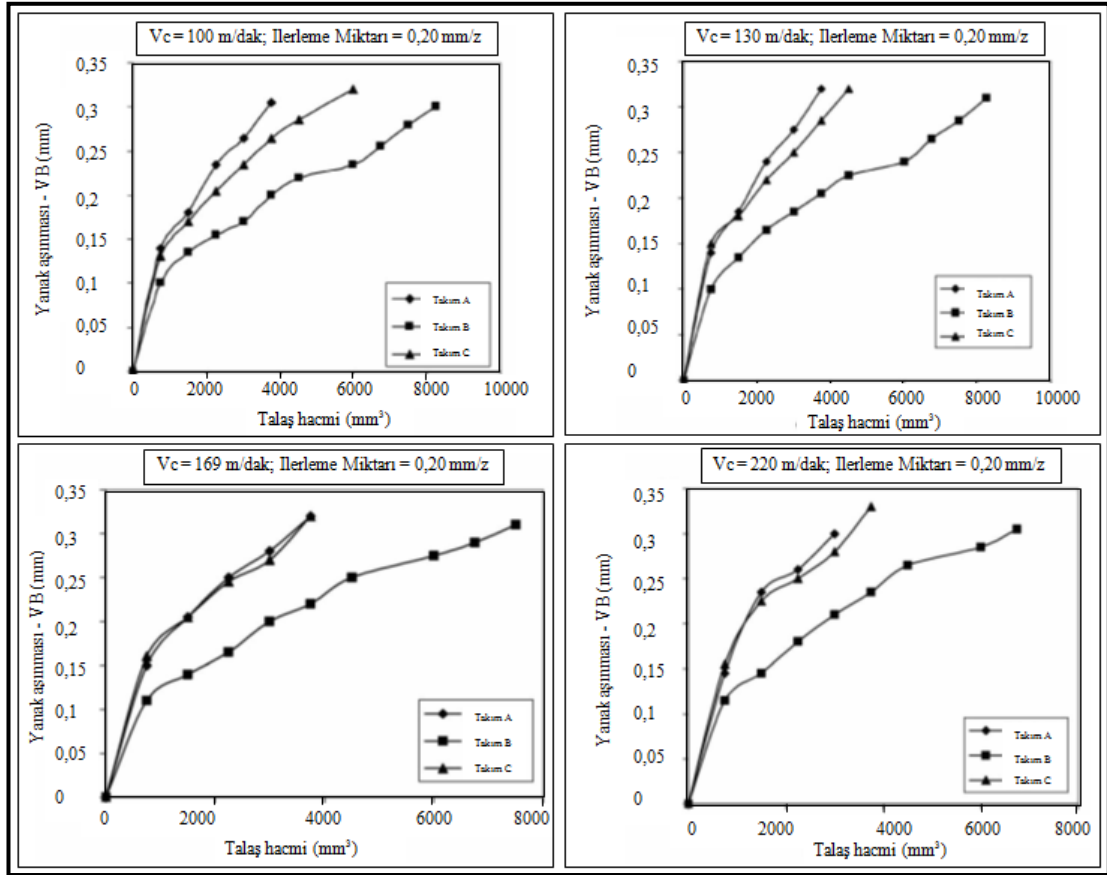 Vc = 100 m/dak; Ilerleme Miktarı = 0,20 mm/z
Yanak aşınması - VB (mm)
0,35
0,3
0,25
0,2
0,15
0,1
0,05
0
Takım A
Takım B
Takım C
0 2000 4000 6000 8000 10000
Talaş hacmi (mm³)
Vc = 130 m/dak; Ilerleme Miktarı = 0,20 mm/z
Yanak aşınması - VB (mm)
0,35
0,3
0,25
0,2
0,15
0,1
0,05
0
Takım A
Takım B
Takım C
0 2000 4000 6000 8000 10000
Talaş hacmi (mm³)
Vc = 169 m/dak; Ilerleme Miktarı = 0,20 mm/z
Yanak aşınması - VB (mm)
0,35
0,3
0,25
0,2
0,15
0,1
0,05
0
Takım A
Takım B
Takım C
0 2000 4000 6000 8000
Talaş hacmi (mm³)
Vc = 220 m/dak; Ilerleme Miktarı = 0,20 mm/z
Yanak aşınması - VB (mm)
0,35
0,3
0,25
0,2
0,15
0,1
0,05
0
Takım A
Takım B
Takım C
0 2000 4000 6000 8000
Talaş hacmi (mm³)